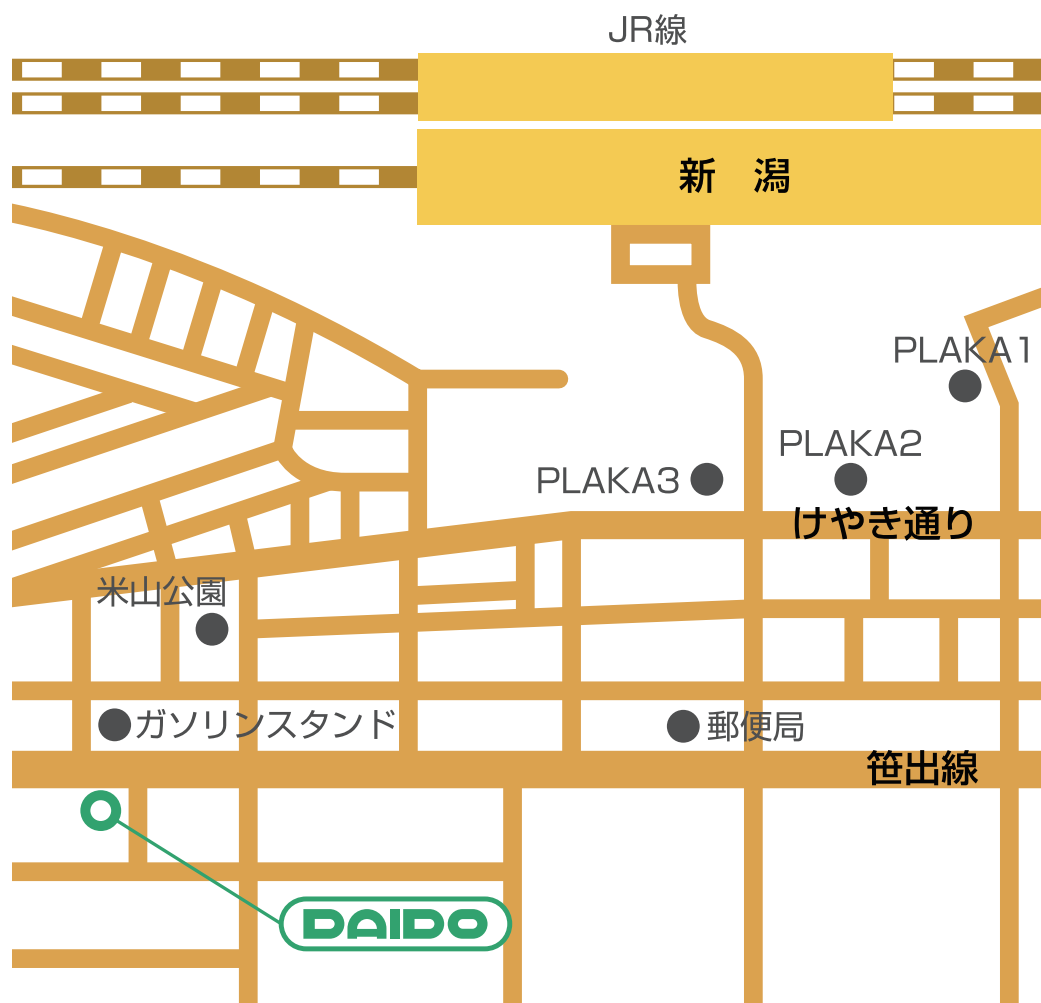 JR線
新 潟
PLAKA1
PLAKA2
PLAKA3
けやき通り
米山公園
ガソリンスタンド
郵便局
笹出線
DAIDO